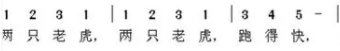 1 2 3 1 | 1 2 3 1 | 3 4 5 - |
两只老虎, 两只老虎, 跑得快,